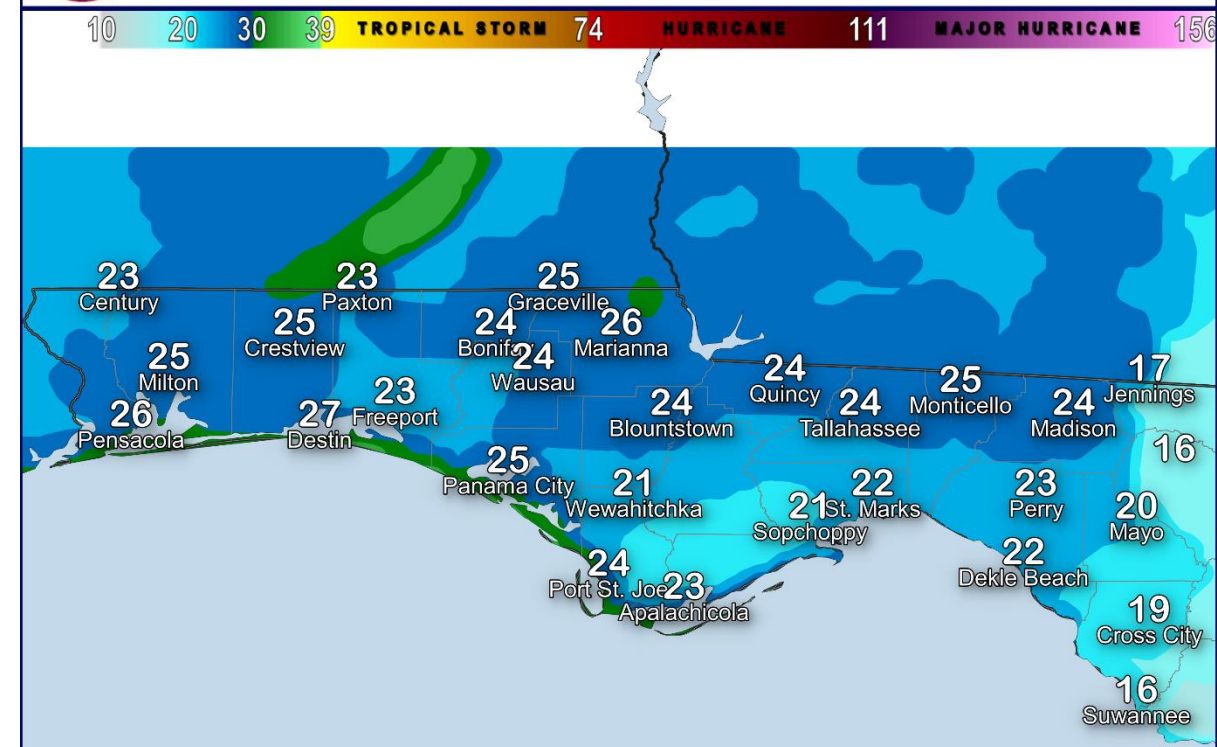 10 20 30 39 TROPICAL STORM 74 HURRICANE 111 MAJOR HURRICANE 156
23
Century
23
Paxton
25
Graceville
25
Crestview
24
Bonifay
26
Marianna
24
Wausau
25
Milton
23
Freeport
26
Pensacola
27
Destin
24
Blountstown
24
Quincy
24
Tallahassee
25
Monticello
24
Madison
17
Jennings
16
25
Panama City
21
Wewahitchka
21
Sopchoppy
22
St. Marks
23
Perry
20
Mayo
24
Port St. Joe
23
Apalachicola
22
Dekle Beach
19
Cross City
16
Suwannee